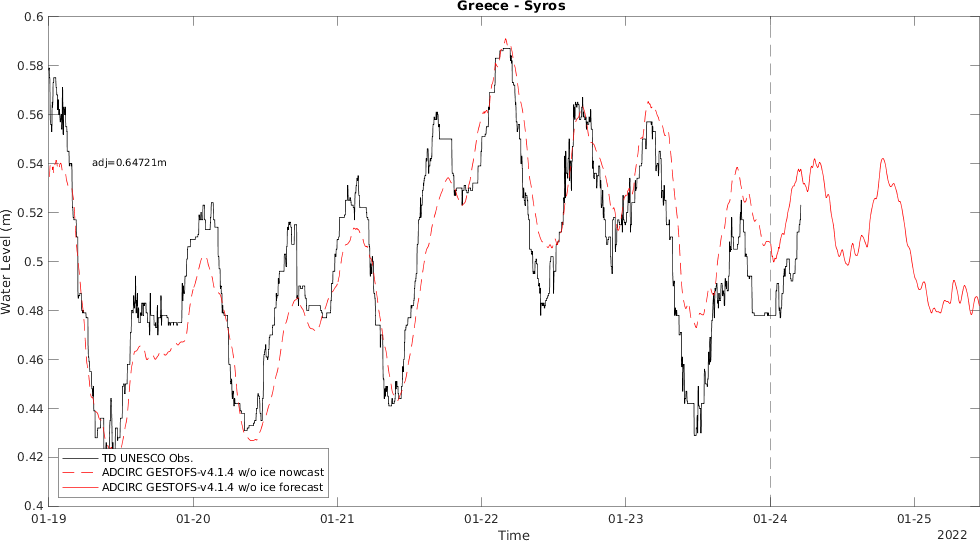 Greece - Syros
0.6
0.58
0.56
0.54
0.52
0.5
0.48
0.46
0.44
0.42
0.4
Water Level (m)
adj=0.64721m
TD UNESCO Obs.
ADCIRC GESTOFS-v4.1.4 w/o ice nowcast
ADCIRC GESTOFS-v4.1.4 w/o ice forecast
01-19 01-20 01-21 01-22 01-23 01-24 01-25
Time
2022